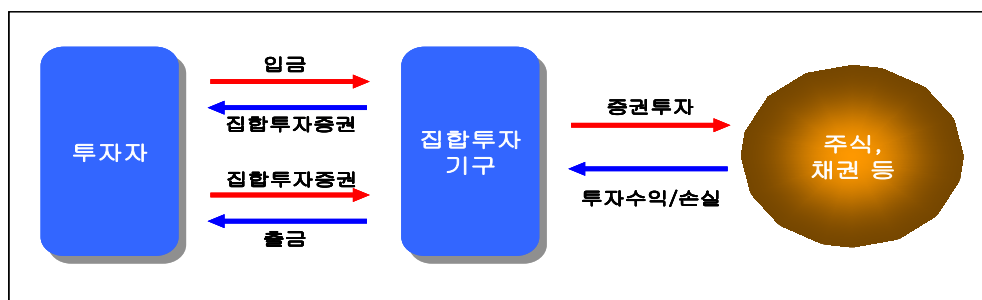 투자자
입금
집합투자증권
집합투자증권
출금
집합투자
기구
증권투자
투자수익/손실
주식,
채권 등